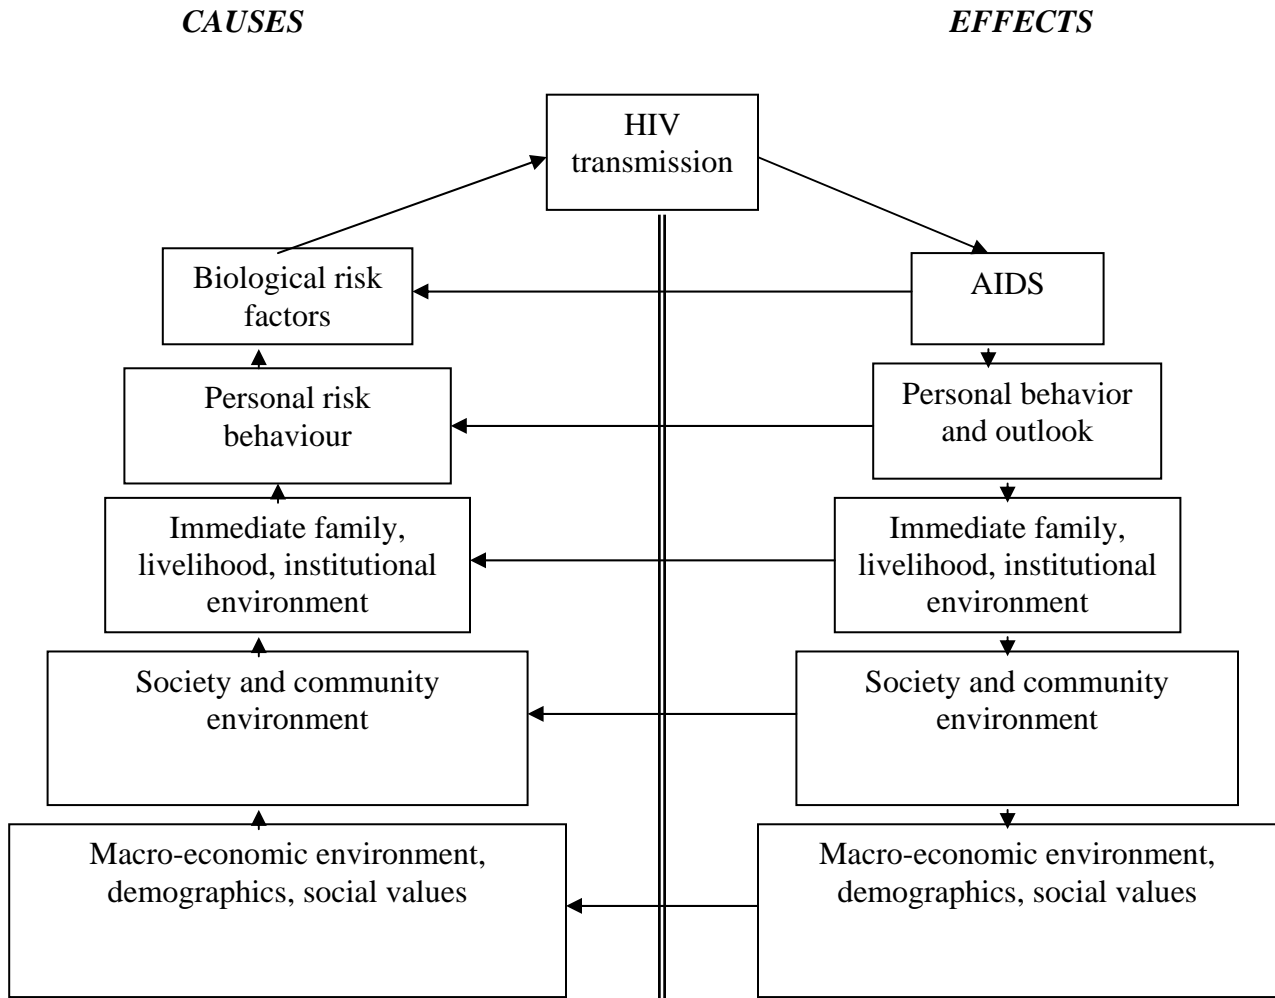 CAUSES
EFFECTS
HIV
transmission
Biological risk
factors
AIDS
Personal risk
behaviour
Personal behavior
and outlook
Immediate family,
livelihood, institutional
environment
Immediate family,
livelihood, institutional
environment
Society and community
environment
Society and community
environment
Macro-economic environment,
demographics, social values
Macro-economic environment,
demographics, social values